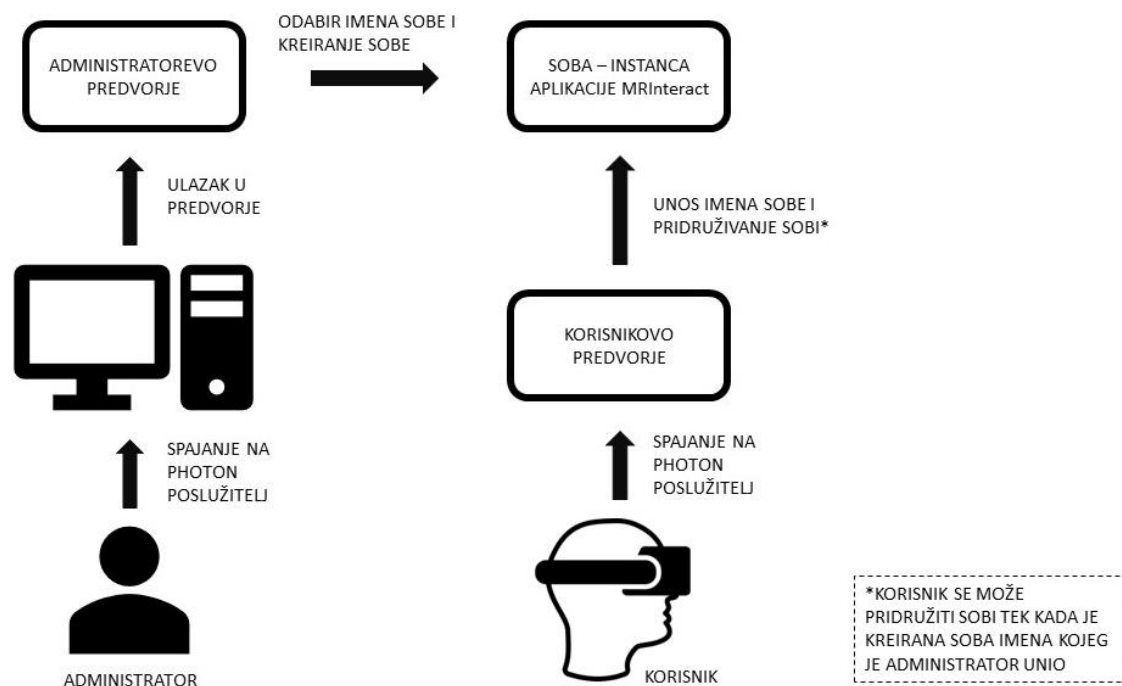 ODABIR IMENA SOBE I
KREIRANJE SOBE
ADMINISTRATOREVO
PREDVORJE
SOBA – INSTANCA
APLIKACIJE MRInteract
ULAZAK U
PREDVORJE
UNOS IMENA SOBE I
PRIDRUŽIVANJE SOBI*
KORISNIKOVO
PREDVORJE
SPAJANJE NA
PHOTON
POSLUŽITELJ
SPAJANJE NA
PHOTON
POSLUŽITELJ
ADMINISTRATOR
KORISNIK
*KORISNIK SE MOŽE
PRIDRUŽITI SOBI TEK KADA JE
KREIRANA SOBA IMENA KOJEG
JE ADMINISTRATOR UNIO